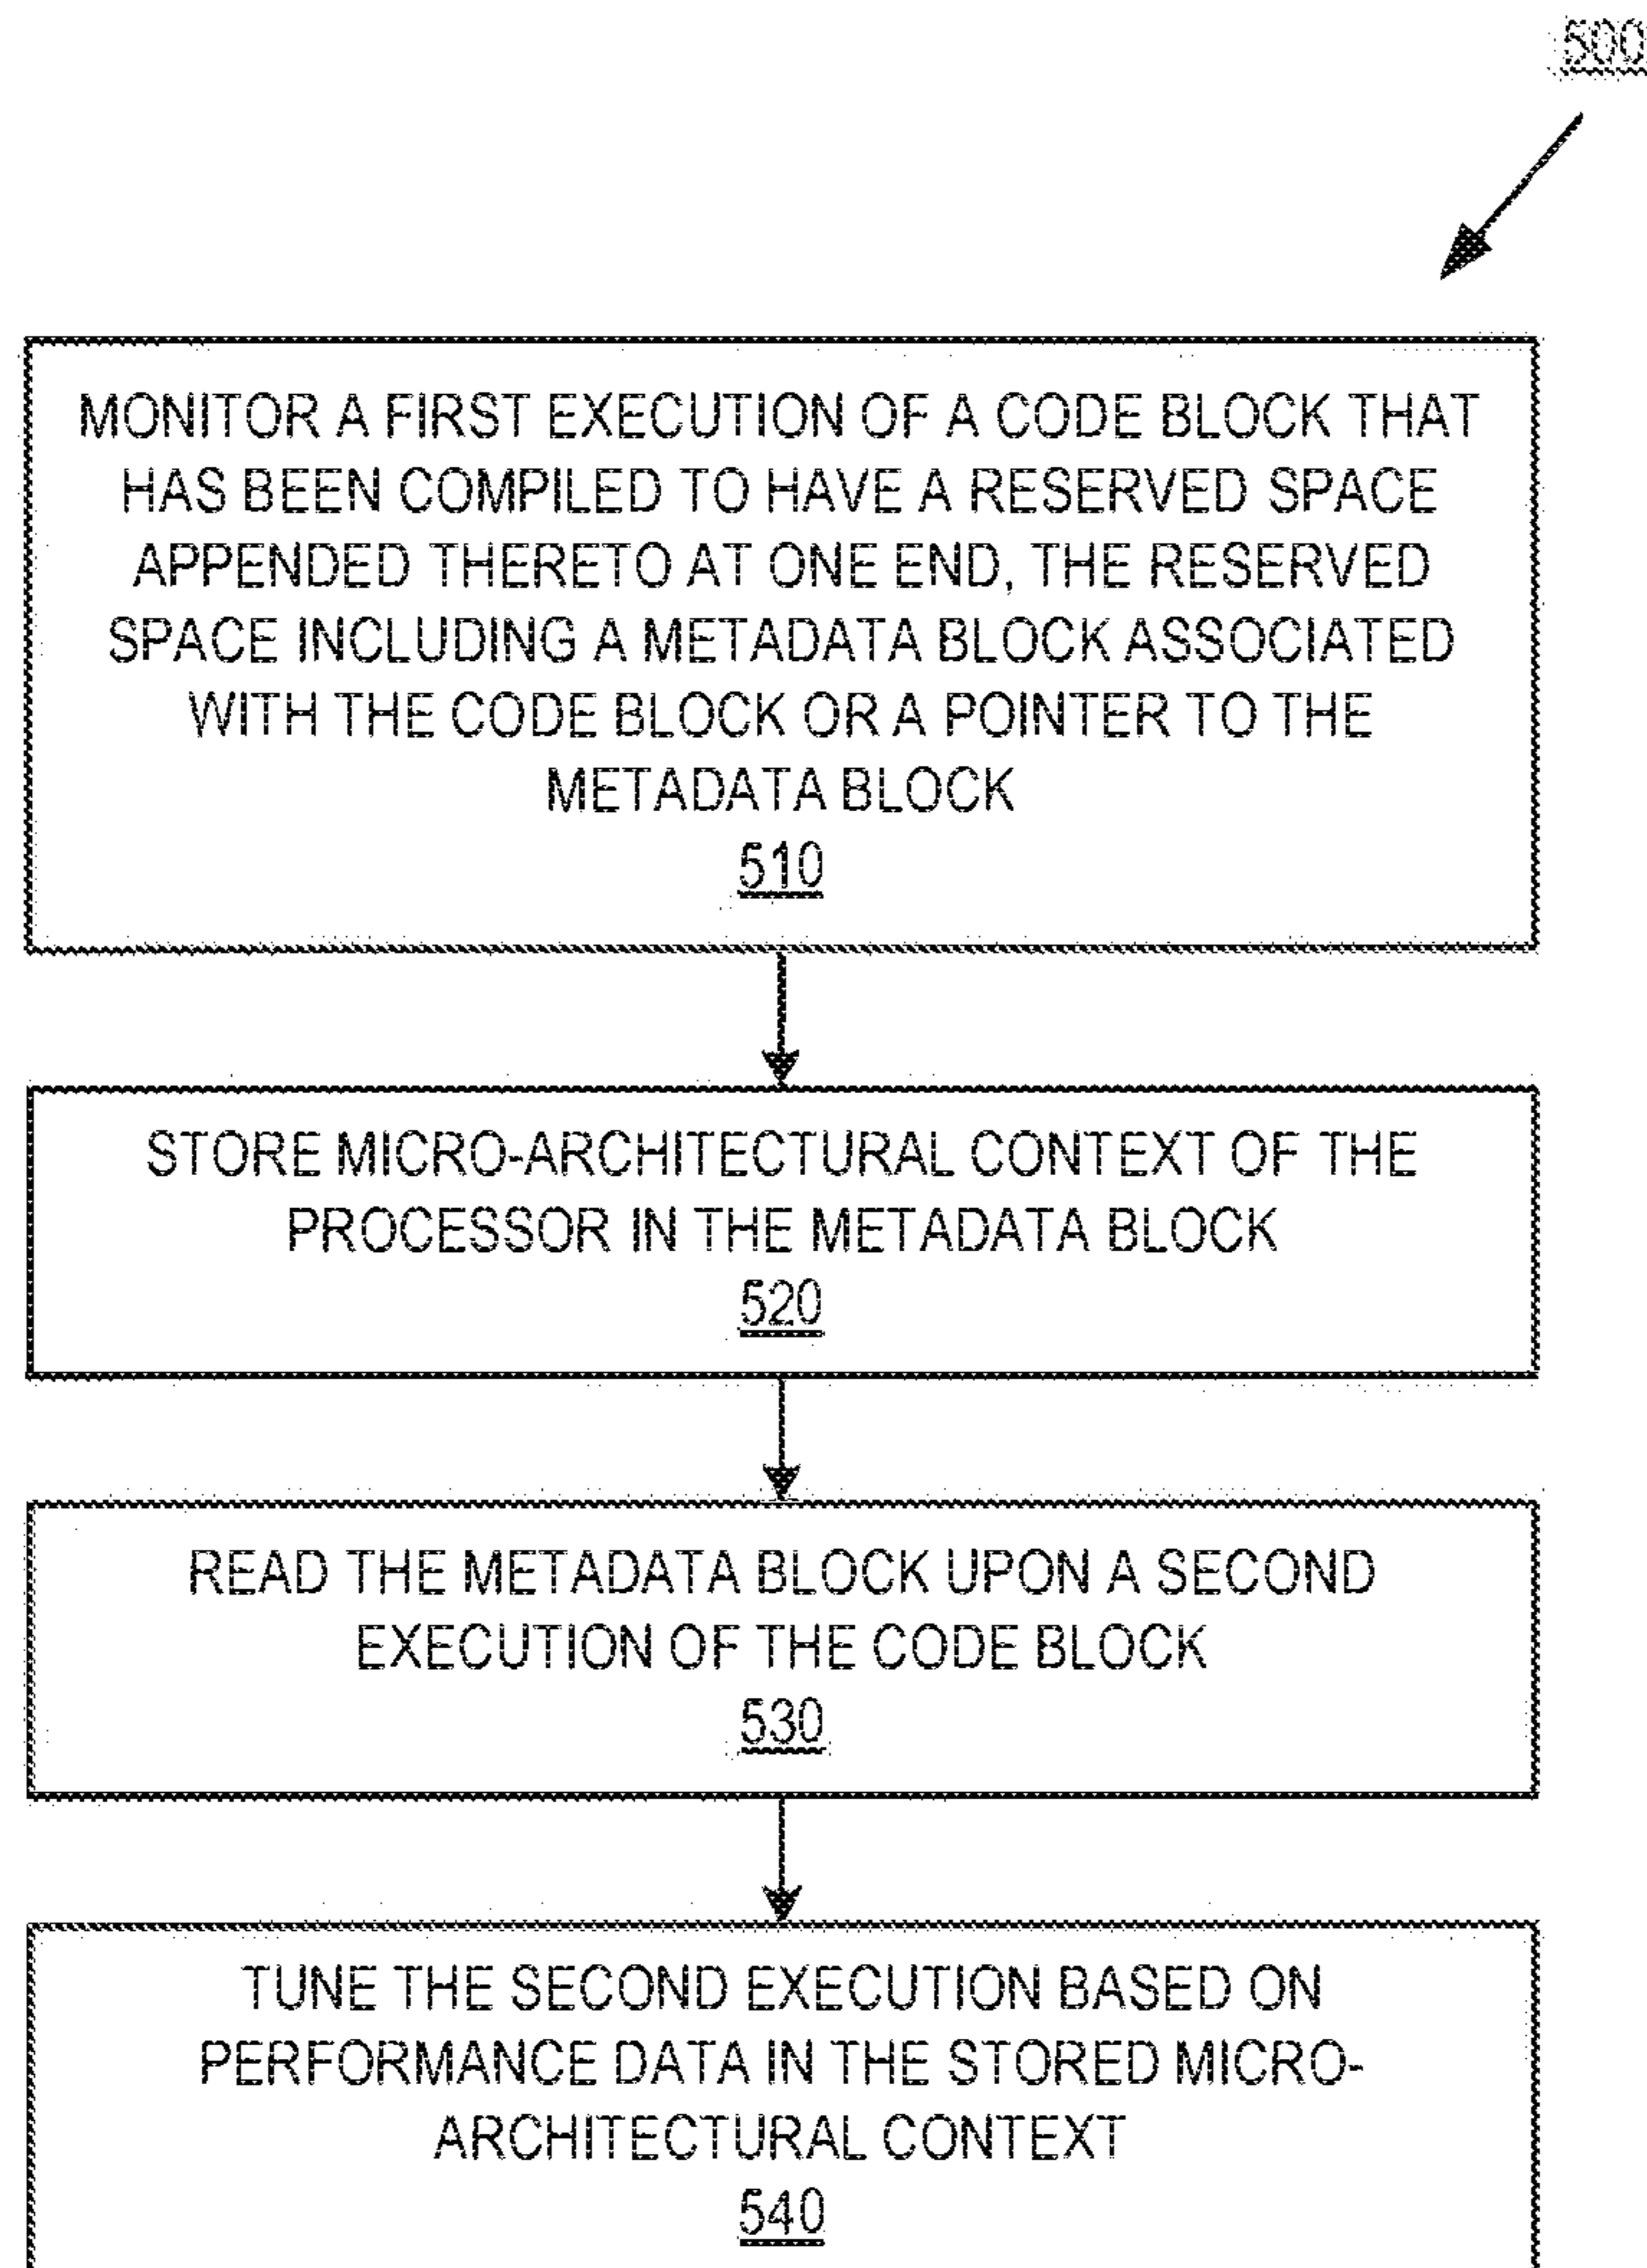 500
MONITOR A FIRST EXECUTION OF A CODE BLOCK THAT
HAS BEEN COMPILED TO HAVE A RESERVED SPACE
APPENDED THERETO AT ONE END, THE RESERVED
SPACE INCLUDING A METADATA BLOCK ASSOCIATED
WITH THE CODE BLOCK OR A POINTER TO THE
METADATA BLOCK
510
STORE MICRO-ARCHITECTURAL CONTEXT OF THE
PROCESSOR IN THE METADATA BLOCK
520
READ THE METADATA BLOCK UPON A SECOND
EXECUTION OF THE CODE BLOCK
530
TUNE THE SECOND EXECUTION BASED ON
PERFORMANCE DATA IN THE STORED MICRO-
ARCHITECTURAL CONTEXT
540